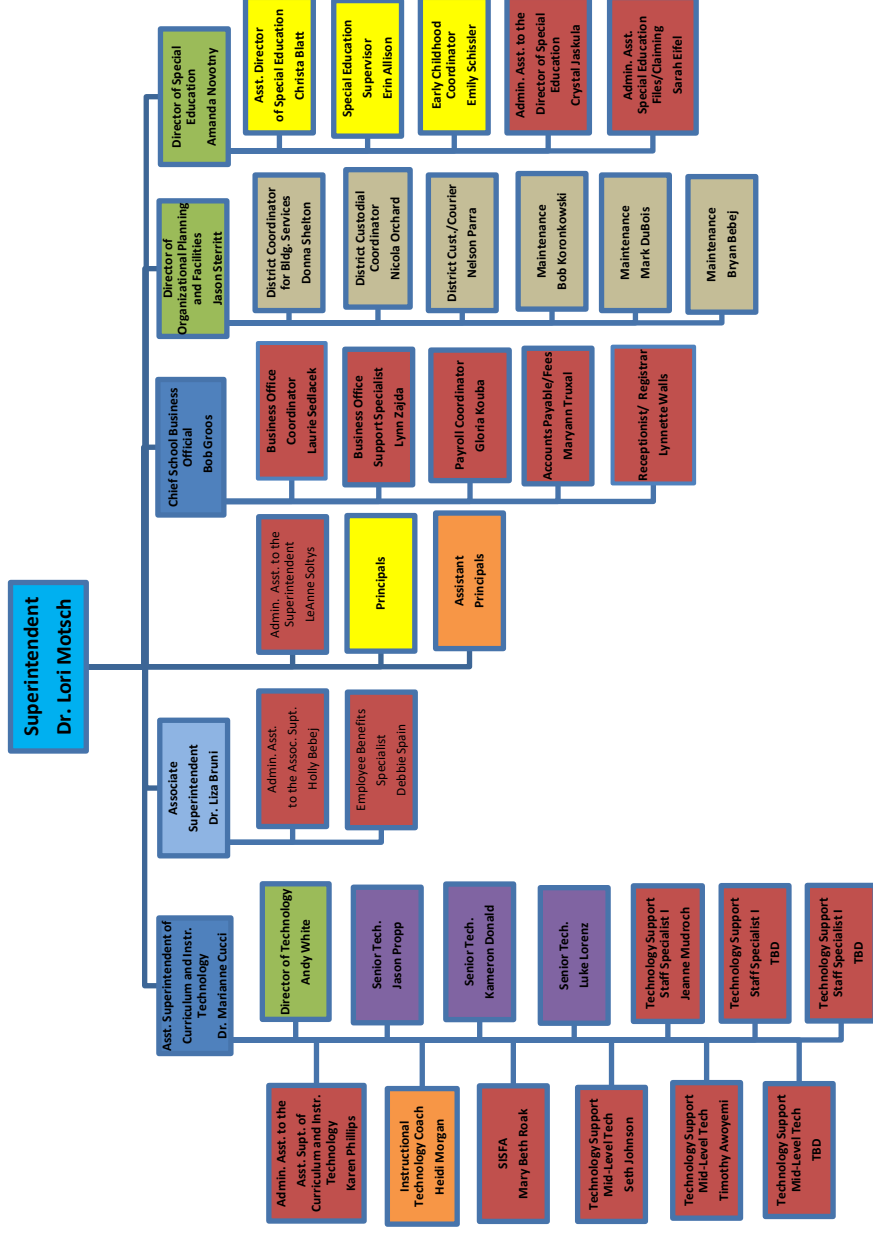 Superintendent
Dr. Lori Motsch
Asst. Superintendent of
Curriculum and Instr.
Technology
Dr. Marianne Cucci
Admin. Asst. to the
Asst. Supt. of
Curriculum and Instr.
Technology
Karen Phillips
Instructional
Technology Coach
Heidi Morgan
SISFA
Mary Beth Roak
Technology Support
Mid-Level Tech
Seth Johnson
Technology Support
Mid-Level Tech
Timothy Awoyemi
Technology Support
Mid-Level Tech
TBD
Director of Technology
Andy White
Senior Tech.
Jason Propp
Senior Tech.
Kameron Donald
Senior Tech.
Luke Lorenz
Technology Support
Staff Specialist I
Jeanne Mudroch
Technology Support
Staff Specialist I
TBD
Technology Support
Staff Specialist I
TBD
Associate
Superintendent
Dr. Liza Bruni
Admin. Asst.
to the Assoc. Supt.
Holly Bebej
Employee Benefits
Specialist
Debbie Spain
Admin. Asst. to the
Superintendent
LeAnne Soltys
Principals
Assistant
Principals
Chief School Business
Official
Bob Groos
Business Office
Coordinator
Laurie Sedlacek
Business Office
Support Specialist
Lynn Zajda
Payroll Coordinator
Gloria Kouba
Accounts Payable/Fees
Maryann Truxal
Receptionist/ Registrar
Lynnette Walls
Director of
Organizational Planning
and Facilities
Jason Sterritt
District Coordinator
for Bldg. Services
Donna Shelton
District Custodial
Coordinator
Nicola Orchard
District Cust./Courier
Nelson Parra
Maintenance
Bob Koronkowski
Maintenance
Mark DuBois
Maintenance
Bryan Bebej
Director of Special
Education
Amanda Novotny
Asst. Director
of Special Education
Christa Blatt
Special Education
Supervisor
Erin Allison
Early Childhood
Coordinator
Emily Schissler
Admin. Asst. to the
Director of Special
Education
Crystal Jaskula
Admin. Asst.
Special Education
Files/Claiming
Sarah Eifel